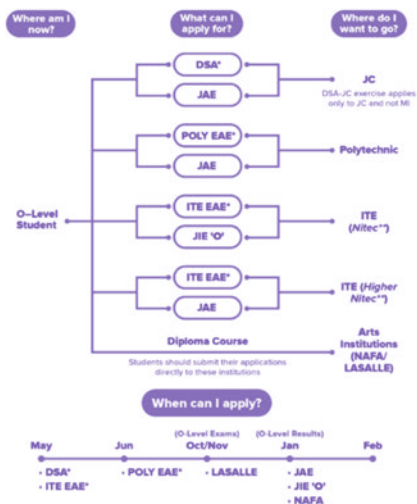 Where am I
now?
What can I
apply for?
Where do I
want to go?
DSA*
JAE
JC
DSA-JC exercise applies
only to JC and not MI
POLY EAE*
JAE
Polytechnic
O-Level
Student
ITE EAE*
JIE 'O'
ITE
(Nitec**)
ITE EAE*
JAE
ITE (Higher
Nitec**)
Diploma Course
Students should submit their applications
directly to these institutions
Arts
Institutions
(NAFA/
LASALLE)
When can I apply?
(O-Level Exams)
(O-Level Results)
May
Jun
Oct/Nov
Jan
Feb
• DSA*
• ITE EAE*
• POLY EAE*
• LASALLE
• JAE
• JIE 'O'
• NAFA